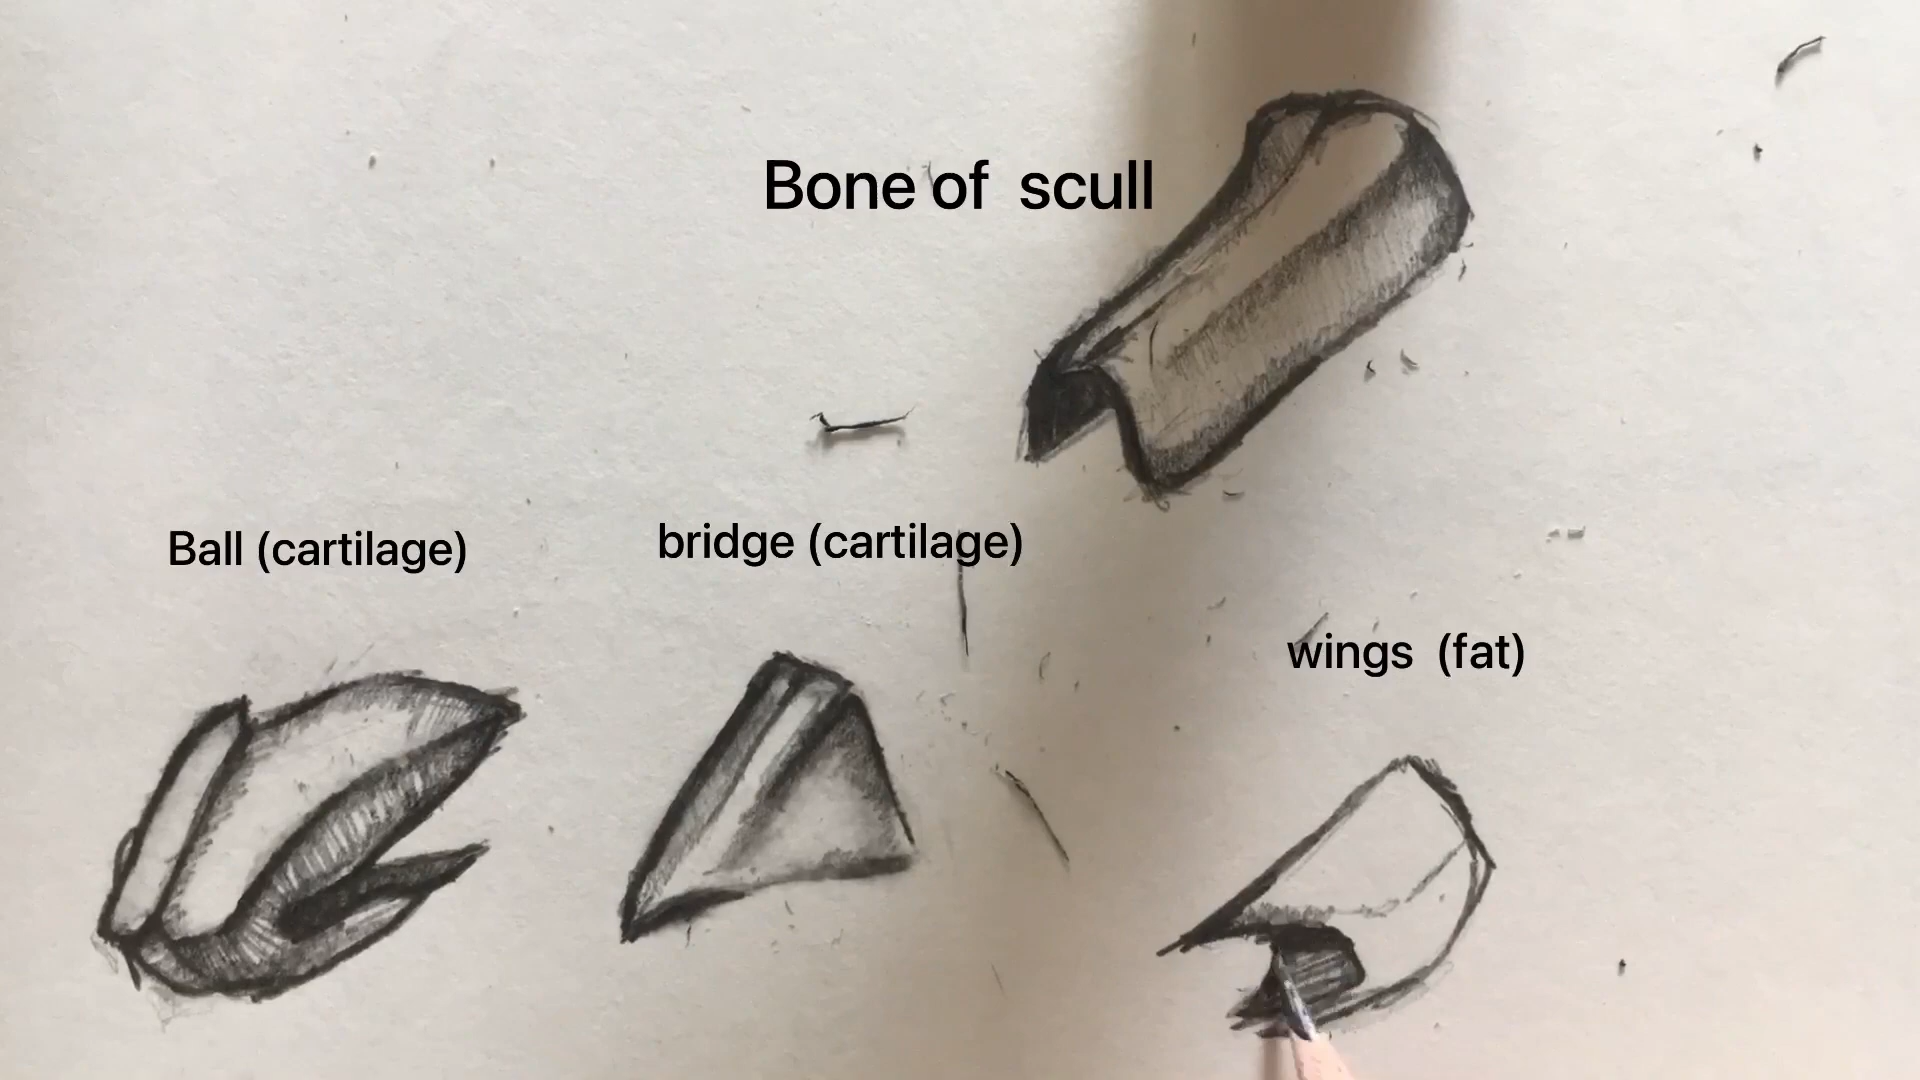 Bone of scull
Ball (cartilage)
bridge (cartilage)
wings (fat)